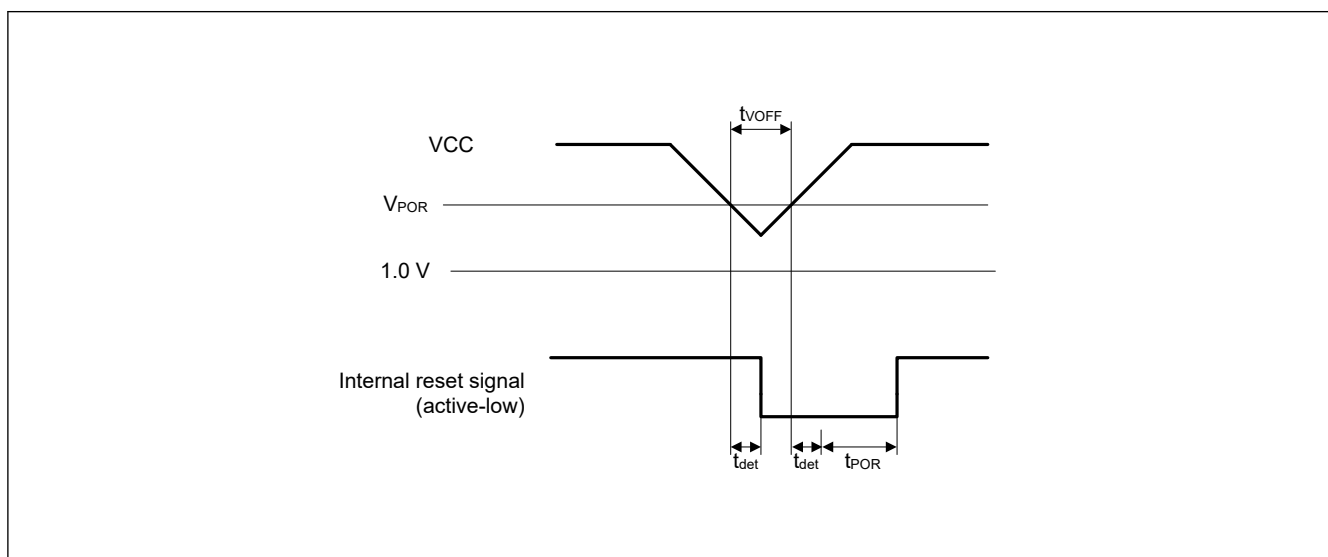 tVOFF
VCC
VPOR
1.0 V
Internal reset signal
(active-low)
tdet
tdet
tPOR